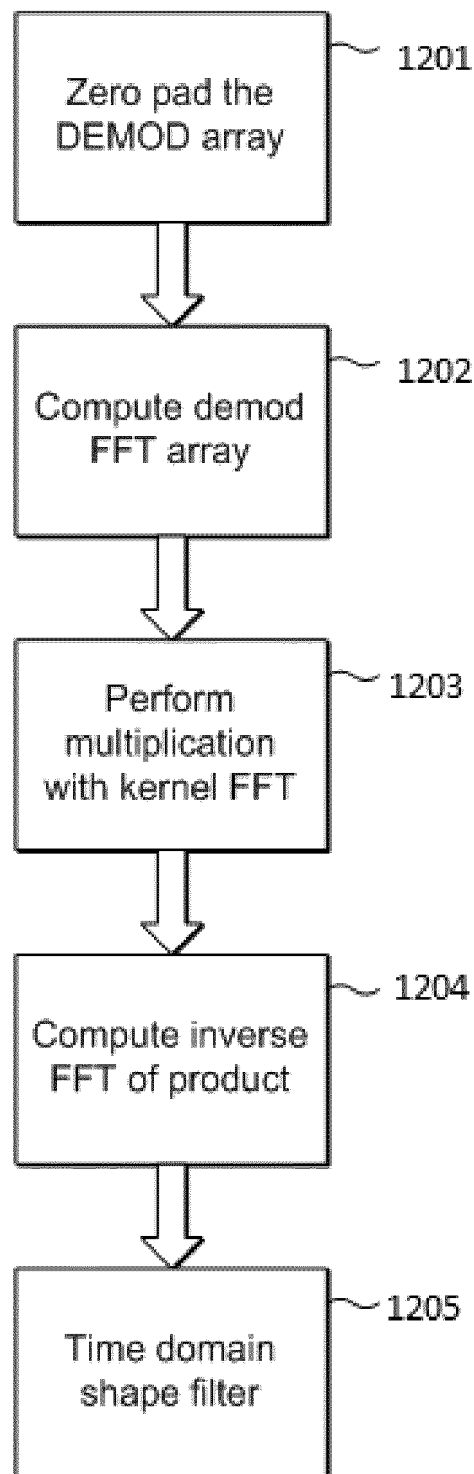 Zero pad the
DEMOD array
1201
Compute demod
FFT array
1202
Perform
multiplication
with kernel FFT
1203
Compute inverse
FFT of product
1204
Time domain
shape filter
1205